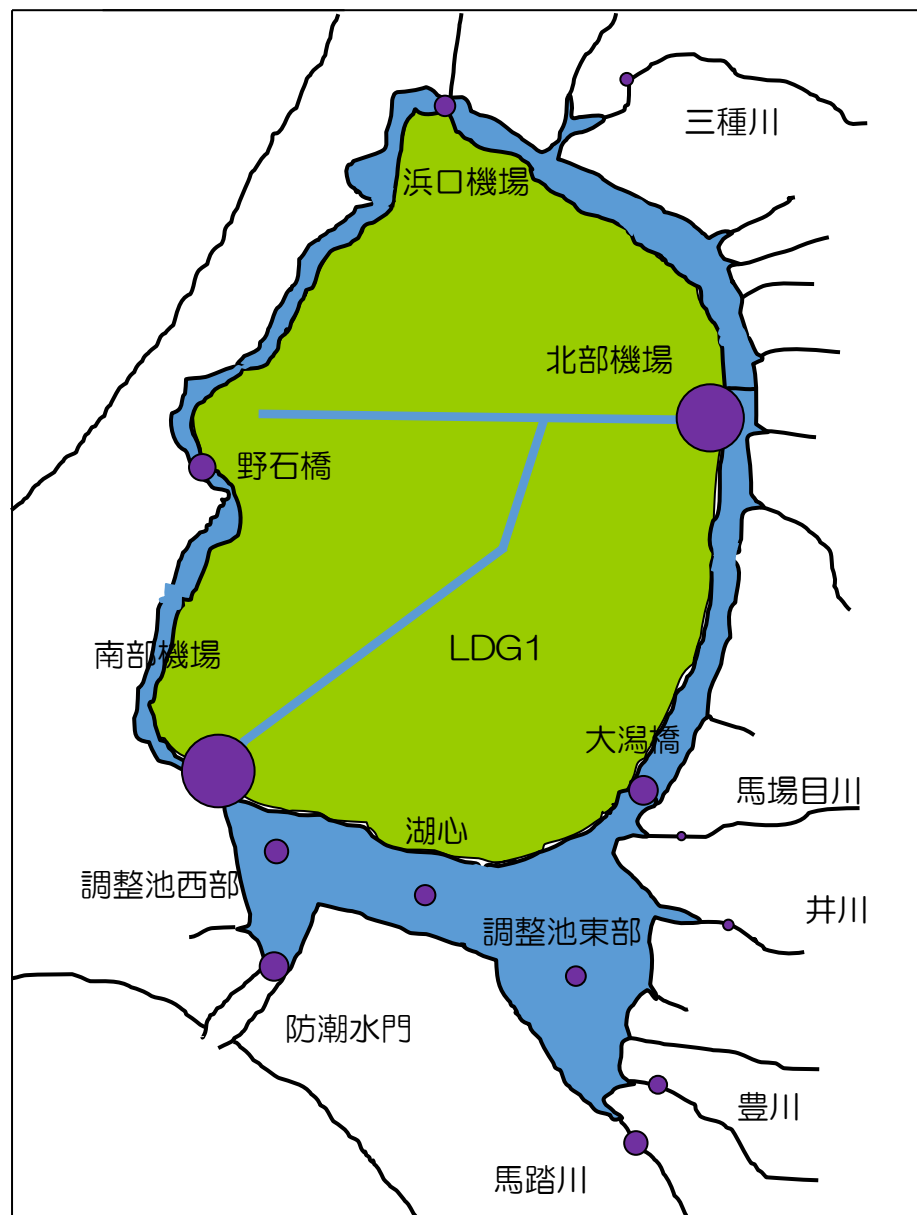 三種川
浜口機場
北部機場
野石橋
南部機場
LDG1
大潟橋
馬場目川
湖心
調整池西部
井川
調整池東部
防潮水門
豊川
馬踏川